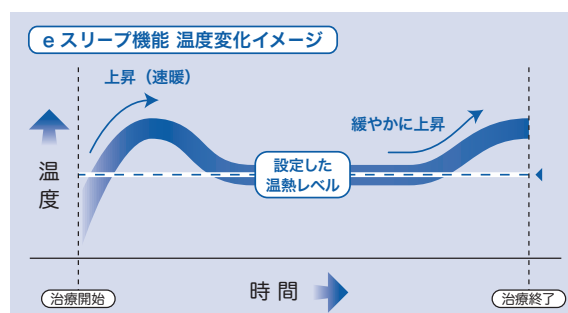 eスリープ機能 温度変化イメージ
上昇（速暖）
緩やかに上昇
温度
設定した
温熱レベル
時間
治療開始
治療終了